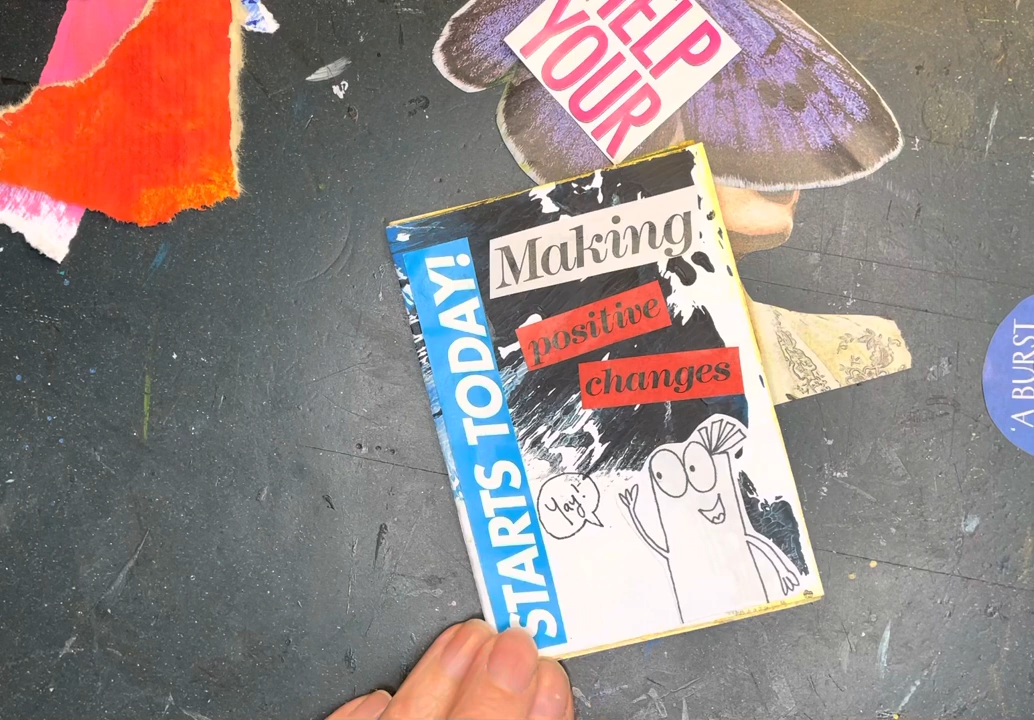 HELP
YOUR
Making
positive
changes
STARTS TODAY!
Yay!
'A BURST